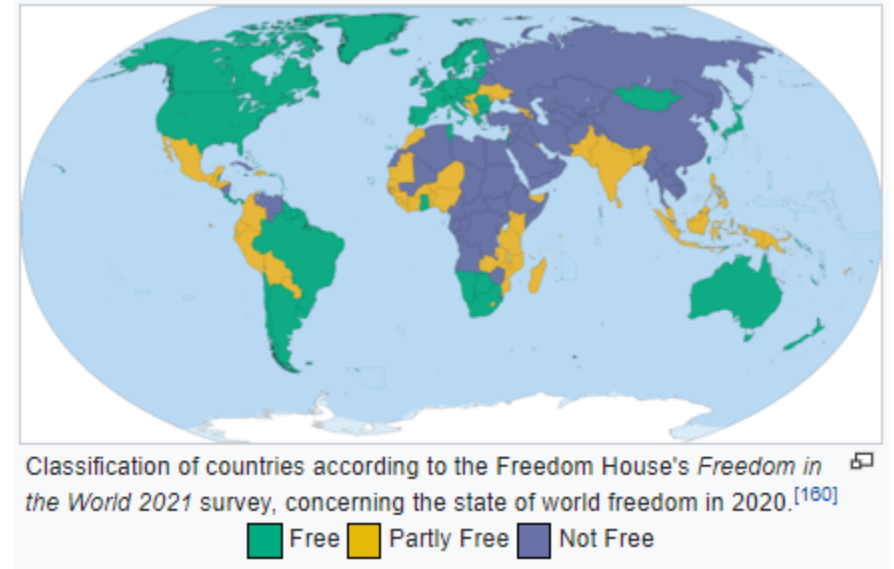 Classification of countries according to the Freedom House's Freedom in
the World 2021 survey, concerning the state of world freedom in 2020.[160]
Free Partly Free Not Free